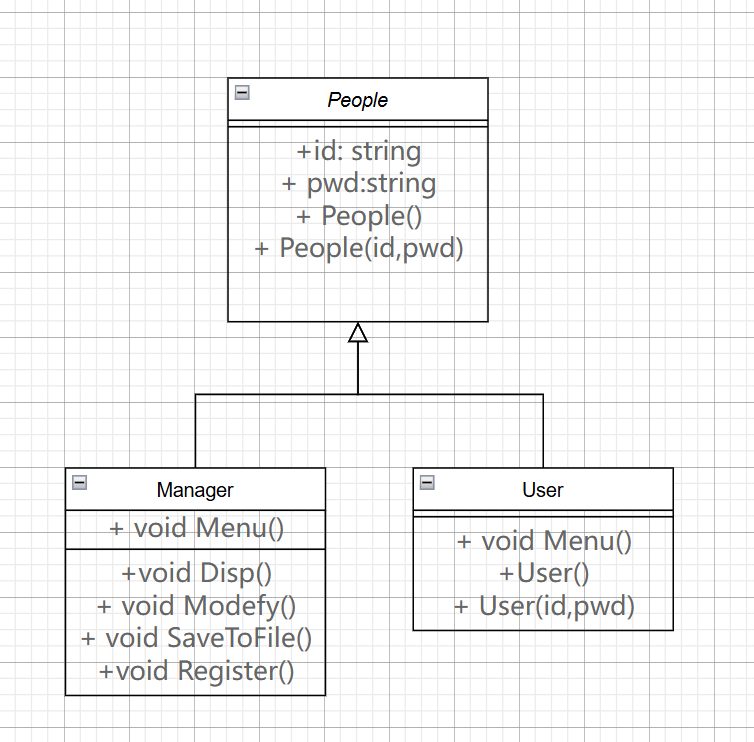 People
+id: string
+ pwd:string
+ People()
+ People(id,pwd)
Manager
+ void Menu()
+void Disp()
+ void Modefy()
+ void SaveToFile()
+void Register()
User
+ void Menu()
+User()
+ User(id,pwd)